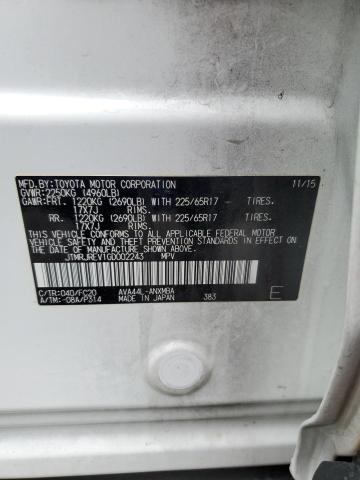 MFD.BY:TOYOTA MOTOR CORPORATION 11/15
GVWR:2250KG (4960LB)
GAWR:FRT. 1220KG (2690LB) WITH 225/65R17 - TIRES.
17X7J RIMS.
RR. 1220KG (2690LB) WITH 225/65R17 - TIRES.
17X7J RIMS.
THIS VEHICLE CONFORMS TO ALL APPLICABLE FEDERAL MOTOR VEHICLE SAFETY STANDARDS IN EFFECT ON THE DATE OF MANUFACTURE SHOWN ABOVE.
JTMRJREV1GD002243 MPV
C/TR:040/FC20 AVA44L-ANXMBA
A/TM:-08A/P314 MADE IN JAPAN 383
E